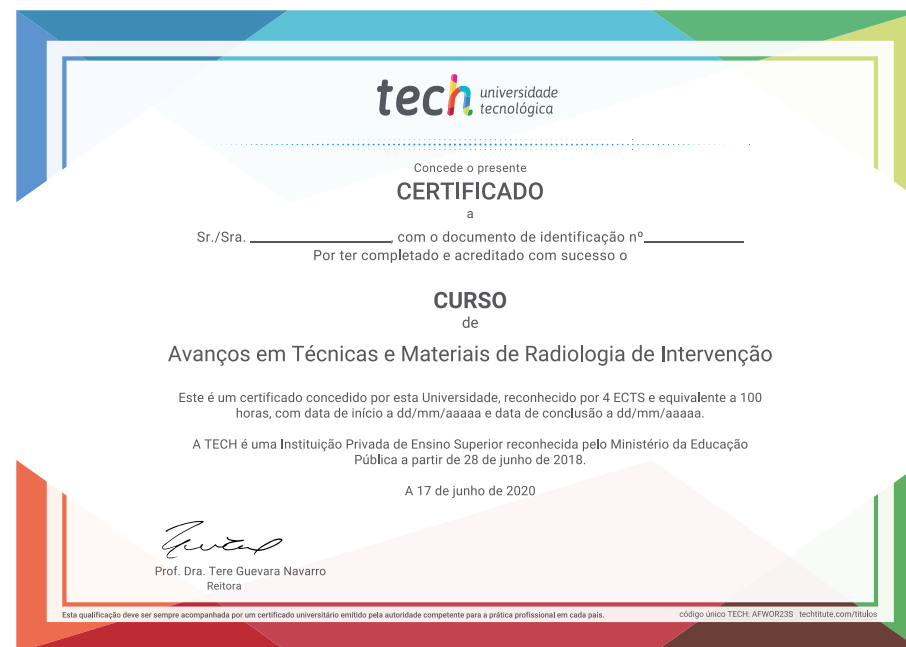 tech universidade
tecnológica
Concede o presente
CERTIFICADO
a
Sr./Sra. ____________, com o documento de identificação nº____________
Por ter completado e acreditado com sucesso o
CURSO
de
Avanços em Técnicas e Materiais de Radiologia de Intervenção
Este é um certificado concedido por esta Universidade, reconhecido por 4 ECTS e equivalente a 100
horas, com data de início a dd/mm/aaaaa e data de conclusão a dd/mm/aaaaa.
A TECH é uma Instituição Privada de Ensino Superior reconhecida pelo Ministério da Educação
Pública a partir de 28 de junho de 2018.
A 17 de junho de 2020
Prof. Dra. Tere Guevara Navarro
Reitora
Esta qualificação deve ser sempre acompanhada por um certificado universitário emitido pela autoridade competente para a prática profissional em cada país.
código único TECH: AFWOR23S techtitute.com/titulos